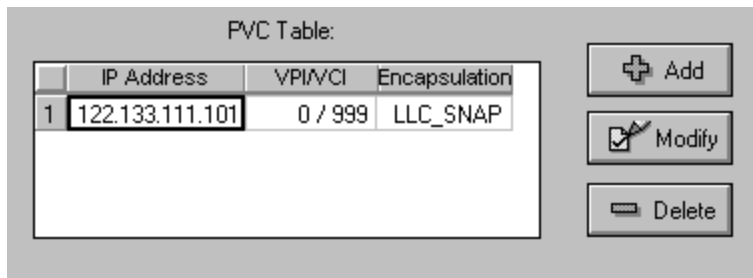 PVC Table:
IP Address VPI/VCI Encapsulation
1 122.133.111.101 0 / 999 LLC_SNAP
Add
Modify
Delete